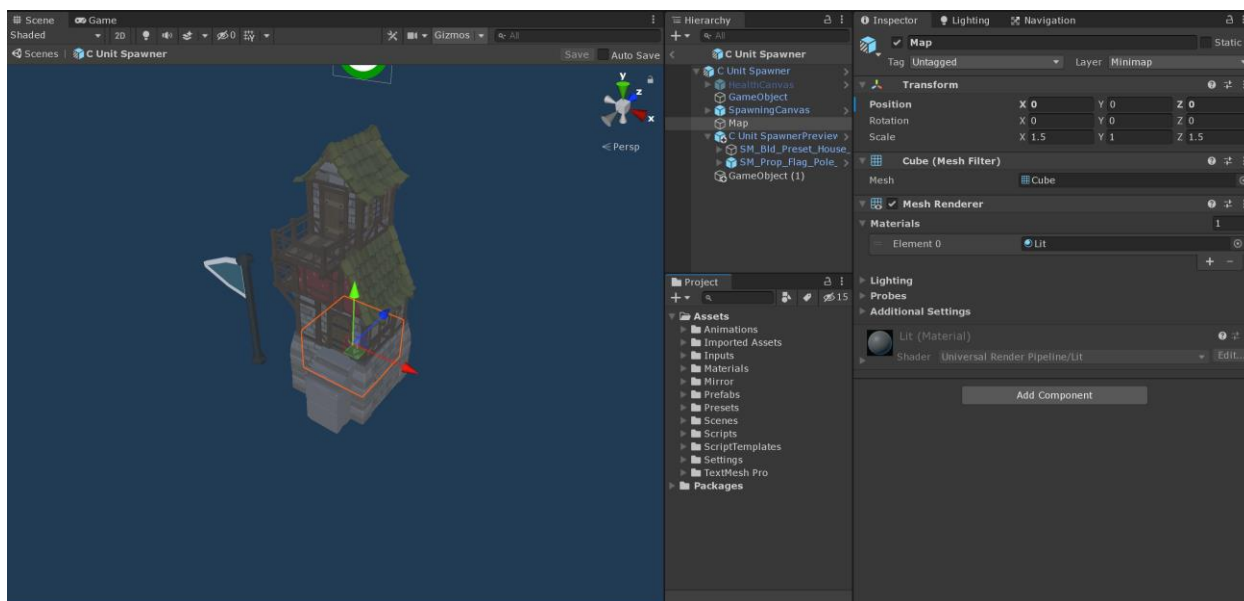 Scene
Game
Shaded
2D
0
Gizmos
All
Scenes
C Unit Spawner
Save
Auto Save
y
z
x
Persp
Hierarchy
All
C Unit Spawner
C Unit Spawner
HealthCanvas
GameObject
SpawningCanvas
Map
C Unit SpawnerPreview
SM_Bld_Preset_House_
SM_Prop_Flag_Pole_
GameObject (1)
Project
15
Assets
Animations
Imported Assets
Inputs
Materials
Mirror
Prefabs
Presets
Scenes
Scripts
ScriptTemplates
Settings
TextMesh Pro
Packages
Inspector
Lighting
Navigation
Map
Static
Tag Untagged
Layer Minimap
Transform
Position X 0 Y 0 Z 0
Rotation X 0 Y 0 Z 0
Scale X 1.5 Y 1 Z 1.5
Cube (Mesh Filter)
Mesh Cube
Mesh Renderer
Materials 1
Element 0 Lit
Lighting
Probes
Additional Settings
Lit (Material)
Shader Universal Render Pipeline/Lit Edit...
Add Component